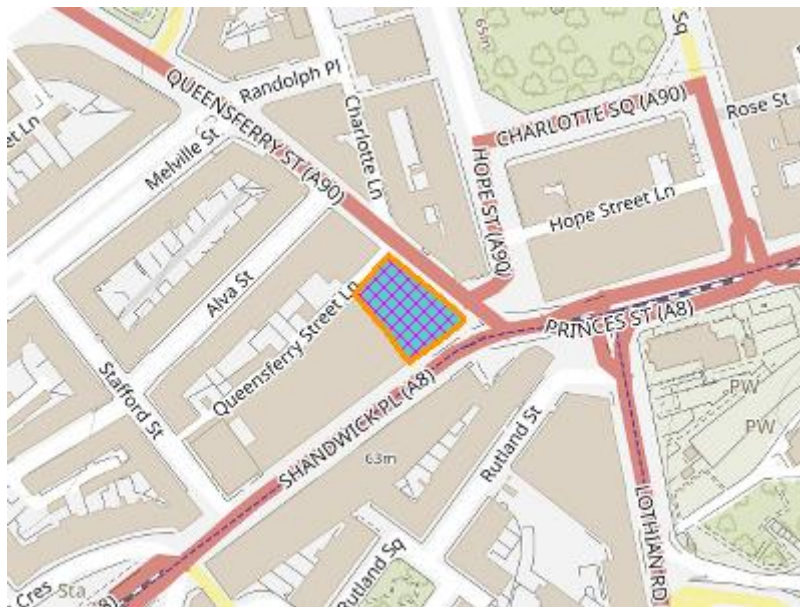 65m
Sq
QUEENSFERRY ST (A90)
Randolph Pl
CHARLOTTE SQ (A90)
Rose St
et Ln
Charlotte Ln
Melville St
HOPE ST (A90)
Hope Street Ln
Alva St
Queensferry Street Ln
PRINCES ST (A8)
Stafford St
SHANDWICK PL (A8)
PW
PW
63m
Rutland St
LOTHIAN RD
Rutland Sq
Cres
Sta
8)